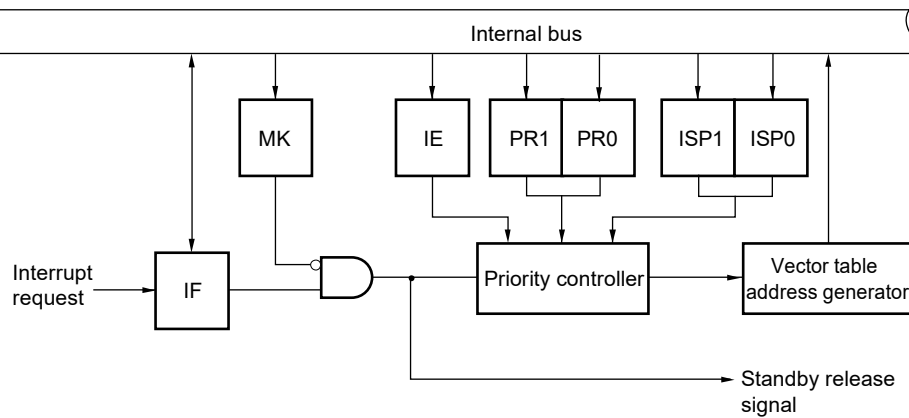 Internal bus
MK
IE
PR1
PR0
ISP1
ISP0
Interrupt
request
IF
Priority controller
Vector table
address generator
Standby release
signal